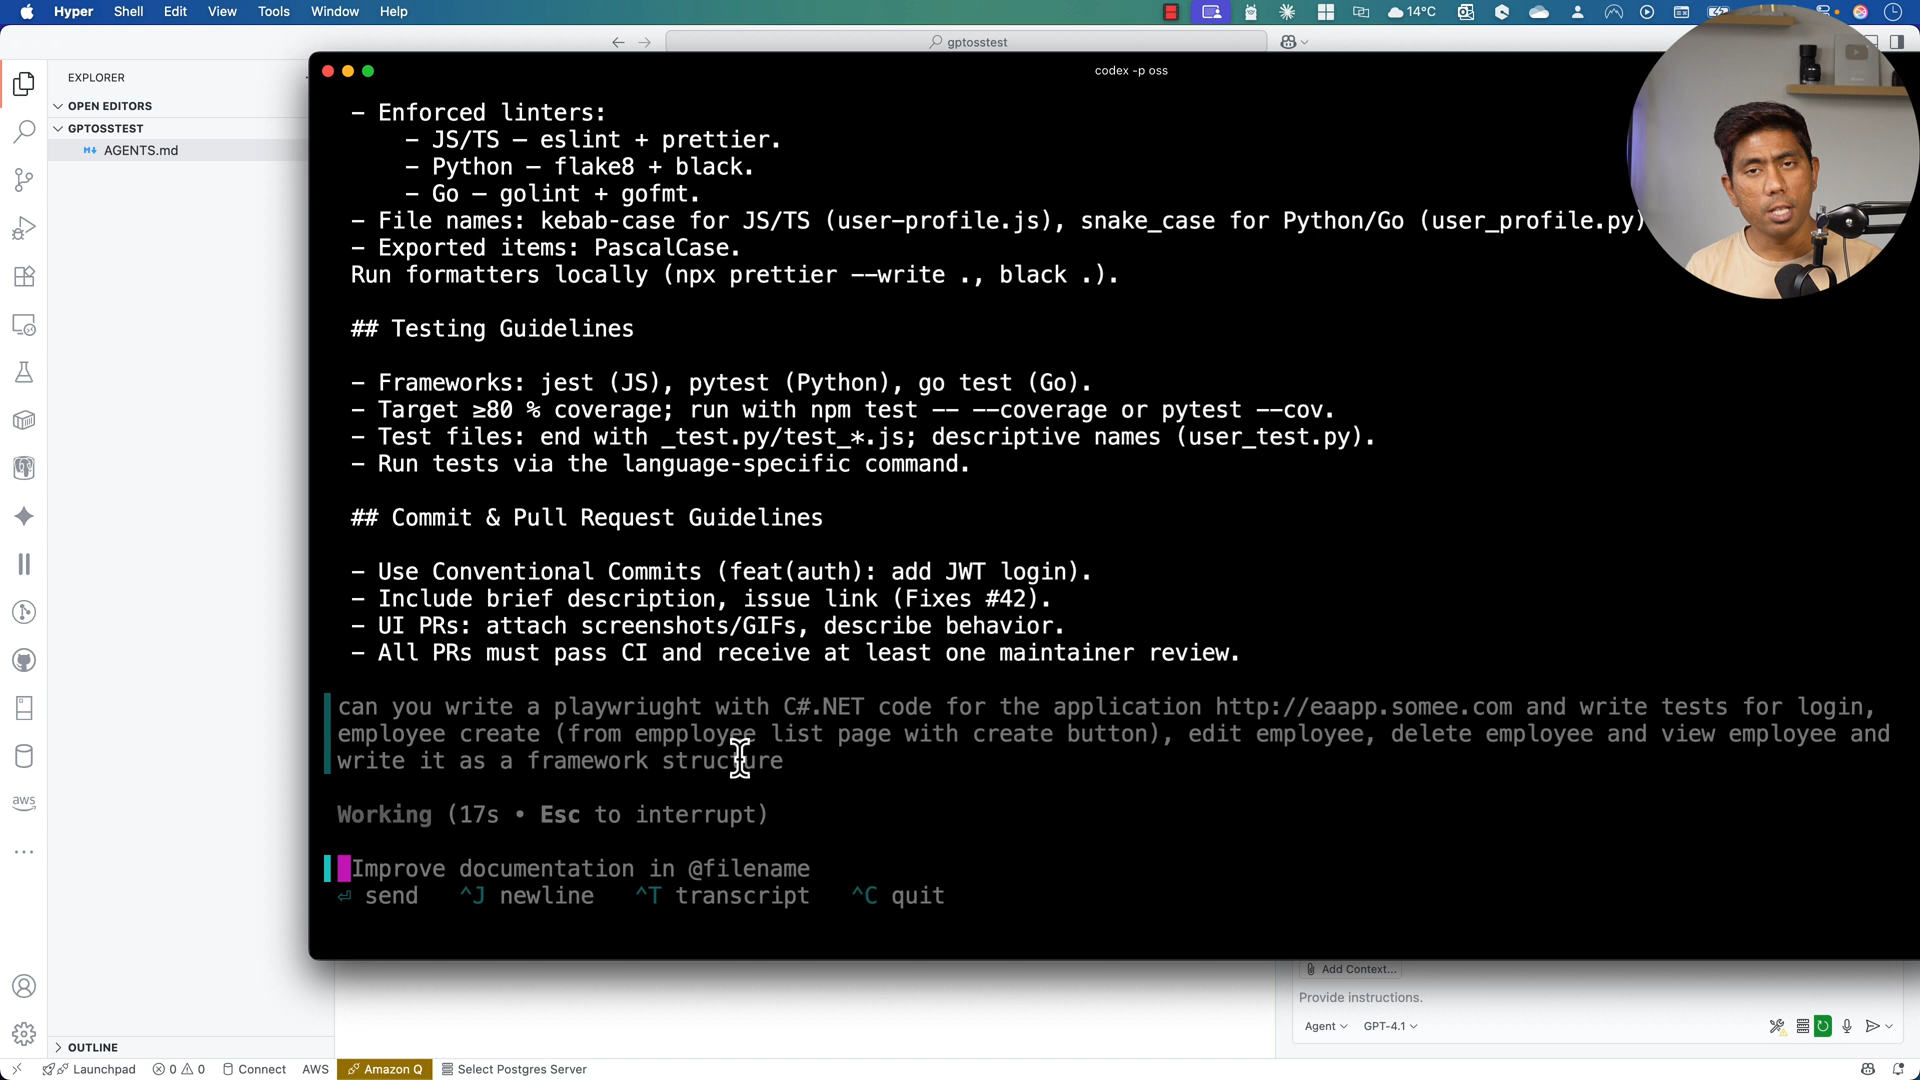 Hyper Shell Edit View Tools Window Help
14°C
gptosstest
EXPLORER
OPEN EDITORS
GPTOSSTEST
AGENTS.md
codex -p oss
– Enforced linters:
– JS/TS – eslint + prettier.
– Python – flake8 + black.
– Go – golint + gofmt.
– File names: kebab-case for JS/TS (user-profile.js), snake_case for Python/Go (user_profile.py)
– Exported items: PascalCase.
Run formatters locally (npx prettier --write ., black .).
## Testing Guidelines
– Frameworks: jest (JS), pytest (Python), go test (Go).
– Target ≥80 % coverage; run with npm test -- --coverage or pytest --cov.
– Test files: end with _test.py/test_*.js; descriptive names (user_test.py).
– Run tests via the language-specific command.
## Commit & Pull Request Guidelines
– Use Conventional Commits (feat(auth): add JWT login).
– Include brief description, issue link (Fixes #42).
– UI PRs: attach screenshots/GIFs, describe behavior.
– All PRs must pass CI and receive at least one maintainer review.
can you write a playwriught with C#.NET code for the application http://eaapp.somee.com and write tests for login,
employee create (from empployee list page with create button), edit employee, delete employee and view employee and
write it as a framework structure
Working (17s • Esc to interrupt)
Improve documentation in @filename
⏎ send ^J newline ^T transcript ^C quit
aws
Add Context...
Provide instructions.
Agent GPT-4.1
OUTLINE
Launchpad 0 0 Connect AWS Amazon Q Select Postgres Server